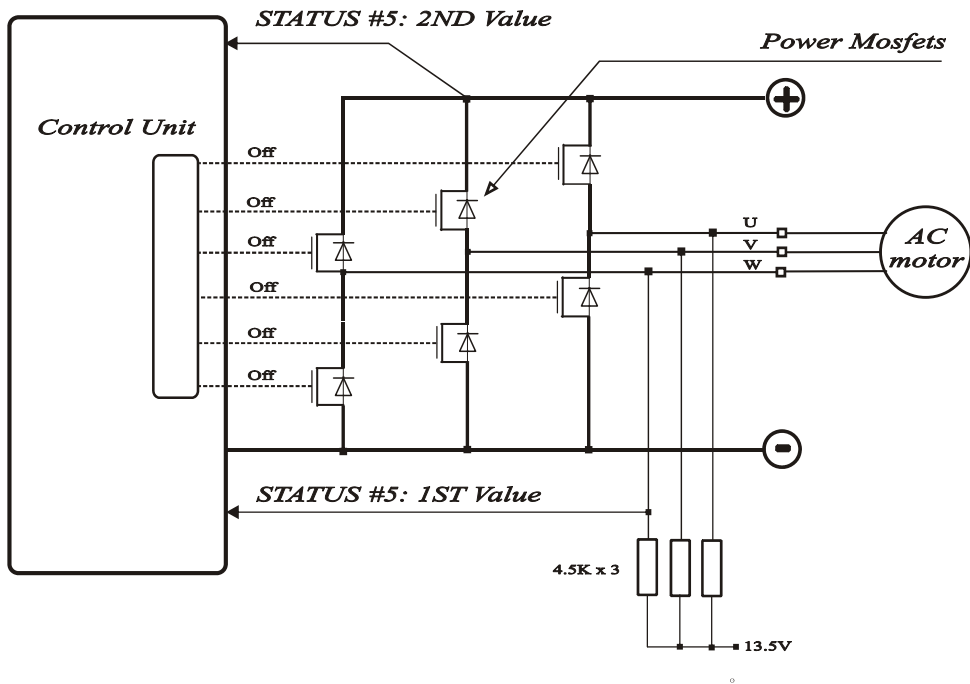 STATUS #5: 2ND Value
Power Mosfets
Control Unit
Off
Off
Off
Off
Off
Off
U
V
W
AC
motor
STATUS #5: 1ST Value
4.5K x 3
13.5V